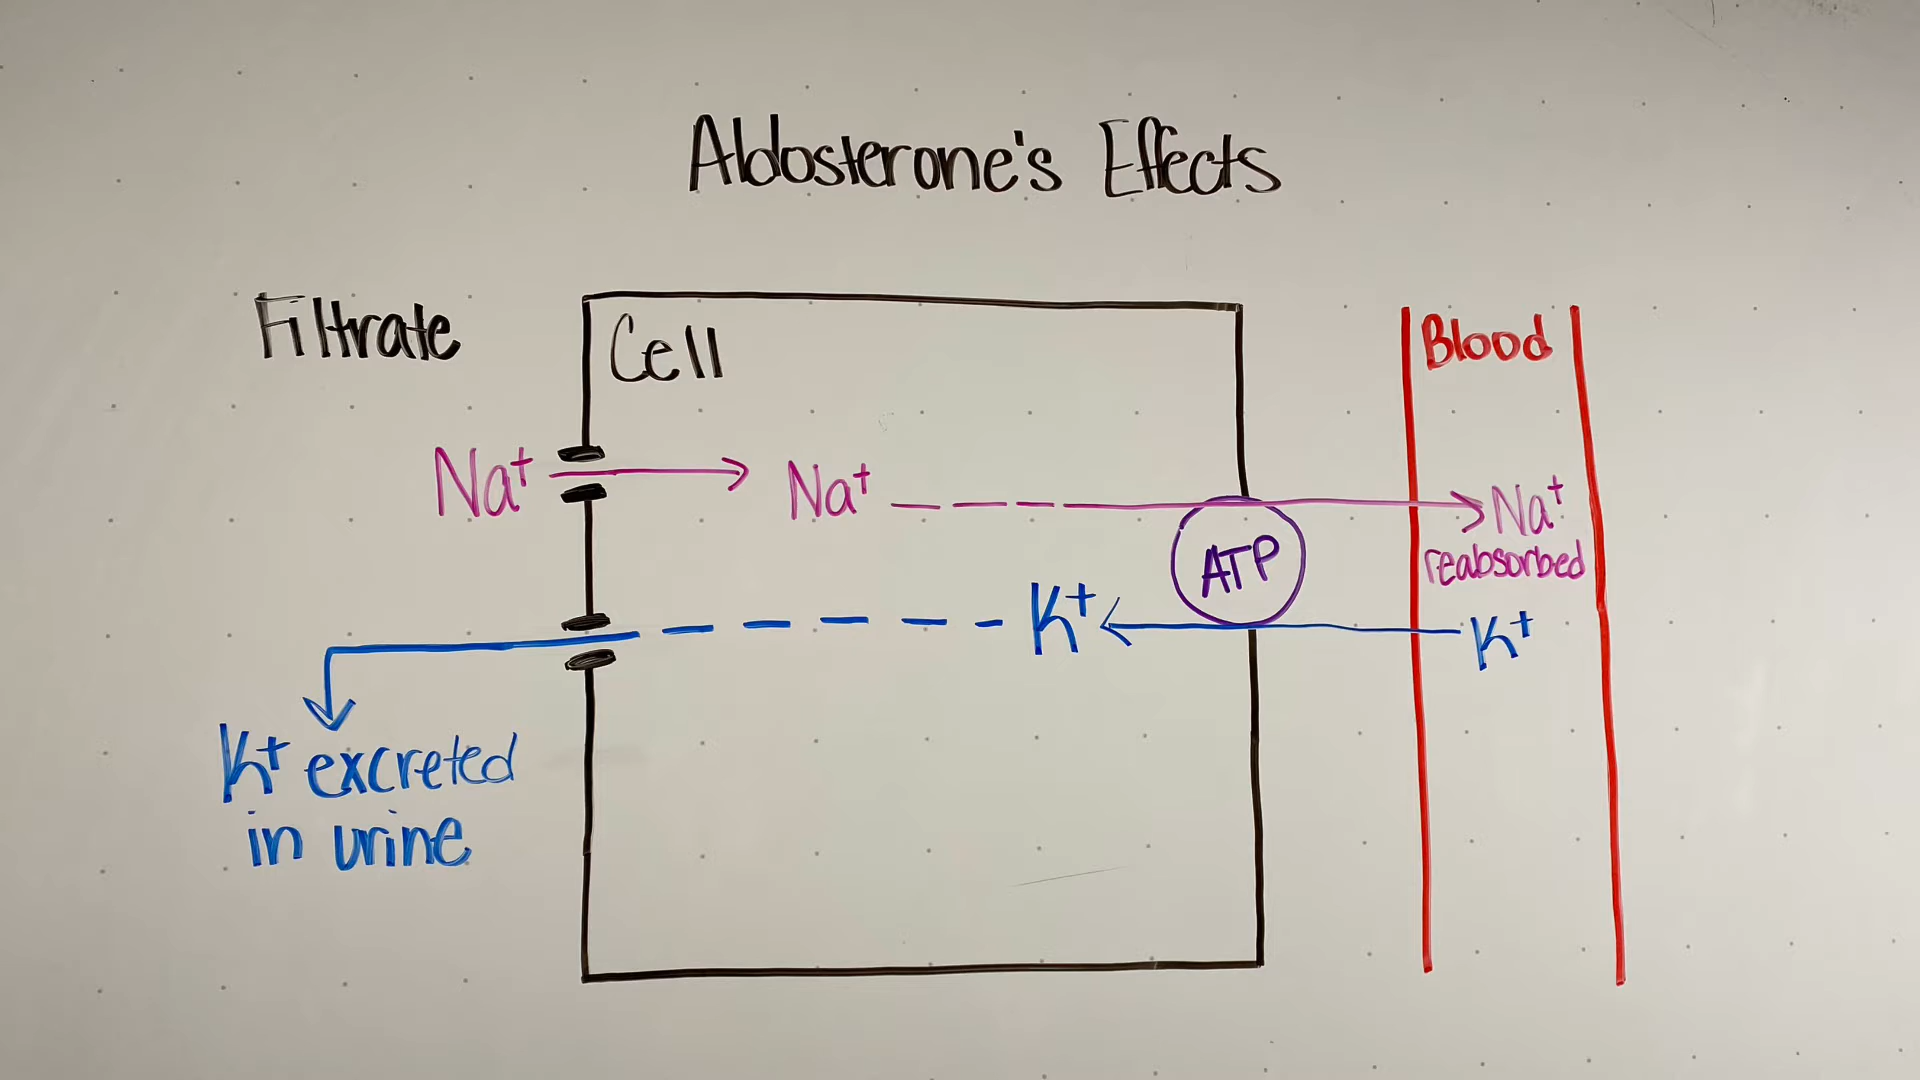 Aldosterone's Effects
Filtrate
Cell
Blood
Na⁺
Na⁺
Na⁺
reabsorbed
ATP
K⁺
K⁺
K⁺ excreted
in urine